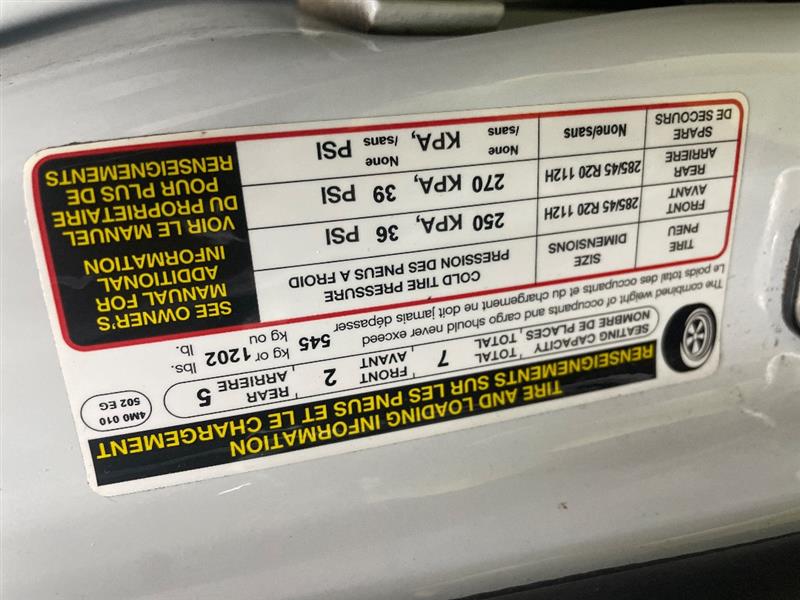 TIRE AND LOADING INFORMATION
RENSEIGNEMENTS SUR LES PNEUS ET LE CHARGEMENT
SEATING CAPACITY TOTAL 7 FRONT 2 REAR 5
NOMBRE DE PLACES TOTAL AVANT ARRIERE
4M0 010
502 EG
The combined weight of occupants and cargo should never exceed 545 kg or 1202 lbs.
Le poids total des occupants et du chargement ne doit jamais dépasser kg ou lb.
TIRE SIZE COLD TIRE PRESSURE
PNEU DIMENSIONS PRESSION DES PNEUS A FROID
FRONT
AVANT 285/45 R20 112H 250 KPA, 36 PSI
REAR
ARRIERE 285/45 R20 112H 270 KPA, 39 PSI
SPARE
DE SECOURS None/sans None/sans KPA, None/sans PSI
SEE OWNER'S
MANUAL FOR
ADDITIONAL
INFORMATION
VOIR LE MANUEL
DU PROPRIETAIRE
POUR PLUS DE
RENSEIGNEMENTS